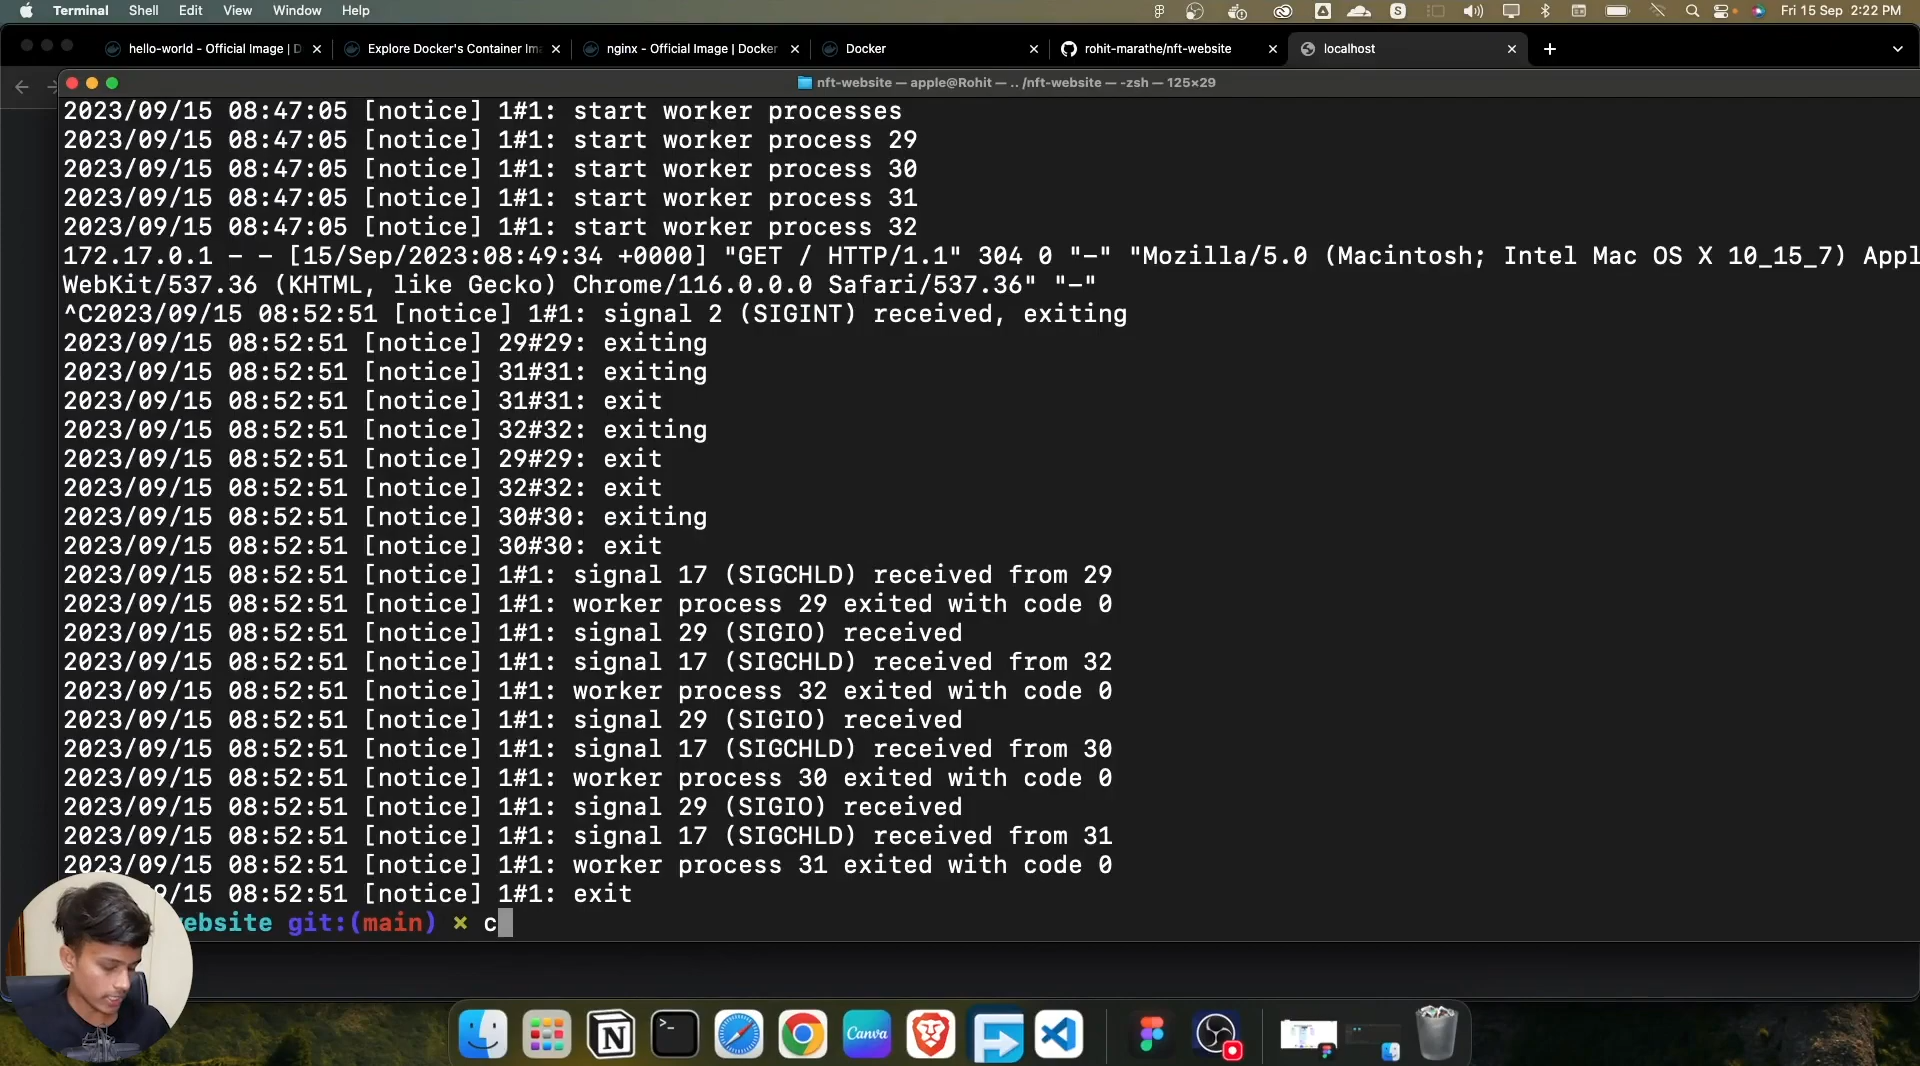 Terminal Shell Edit View Window Help Fri 15 Sep 2:22 PM
hello-world - Official Image | D Explore Docker's Container Ima nginx - Official Image | Docker Docker rohit-marathe/nft-website localhost
nft-website — apple@Rohit — .. /nft-website — -zsh — 125×29
2023/09/15 08:47:05 [notice] 1#1: start worker processes
2023/09/15 08:47:05 [notice] 1#1: start worker process 29
2023/09/15 08:47:05 [notice] 1#1: start worker process 30
2023/09/15 08:47:05 [notice] 1#1: start worker process 31
2023/09/15 08:47:05 [notice] 1#1: start worker process 32
172.17.0.1 - - [15/Sep/2023:08:49:34 +0000] "GET / HTTP/1.1" 304 0 "-" "Mozilla/5.0 (Macintosh; Intel Mac OS X 10_15_7) Appl
WebKit/537.36 (KHTML, like Gecko) Chrome/116.0.0.0 Safari/537.36" "-"
^C2023/09/15 08:52:51 [notice] 1#1: signal 2 (SIGINT) received, exiting
2023/09/15 08:52:51 [notice] 29#29: exiting
2023/09/15 08:52:51 [notice] 31#31: exiting
2023/09/15 08:52:51 [notice] 31#31: exit
2023/09/15 08:52:51 [notice] 32#32: exiting
2023/09/15 08:52:51 [notice] 29#29: exit
2023/09/15 08:52:51 [notice] 32#32: exit
2023/09/15 08:52:51 [notice] 30#30: exiting
2023/09/15 08:52:51 [notice] 30#30: exit
2023/09/15 08:52:51 [notice] 1#1: signal 17 (SIGCHLD) received from 29
2023/09/15 08:52:51 [notice] 1#1: worker process 29 exited with code 0
2023/09/15 08:52:51 [notice] 1#1: signal 29 (SIGIO) received
2023/09/15 08:52:51 [notice] 1#1: signal 17 (SIGCHLD) received from 32
2023/09/15 08:52:51 [notice] 1#1: worker process 32 exited with code 0
2023/09/15 08:52:51 [notice] 1#1: signal 29 (SIGIO) received
2023/09/15 08:52:51 [notice] 1#1: signal 17 (SIGCHLD) received from 30
2023/09/15 08:52:51 [notice] 1#1: worker process 30 exited with code 0
2023/09/15 08:52:51 [notice] 1#1: signal 29 (SIGIO) received
2023/09/15 08:52:51 [notice] 1#1: signal 17 (SIGCHLD) received from 31
2023/09/15 08:52:51 [notice] 1#1: worker process 31 exited with code 0
9/15 08:52:51 [notice] 1#1: exit
ebsite git:(main) × c
Canva